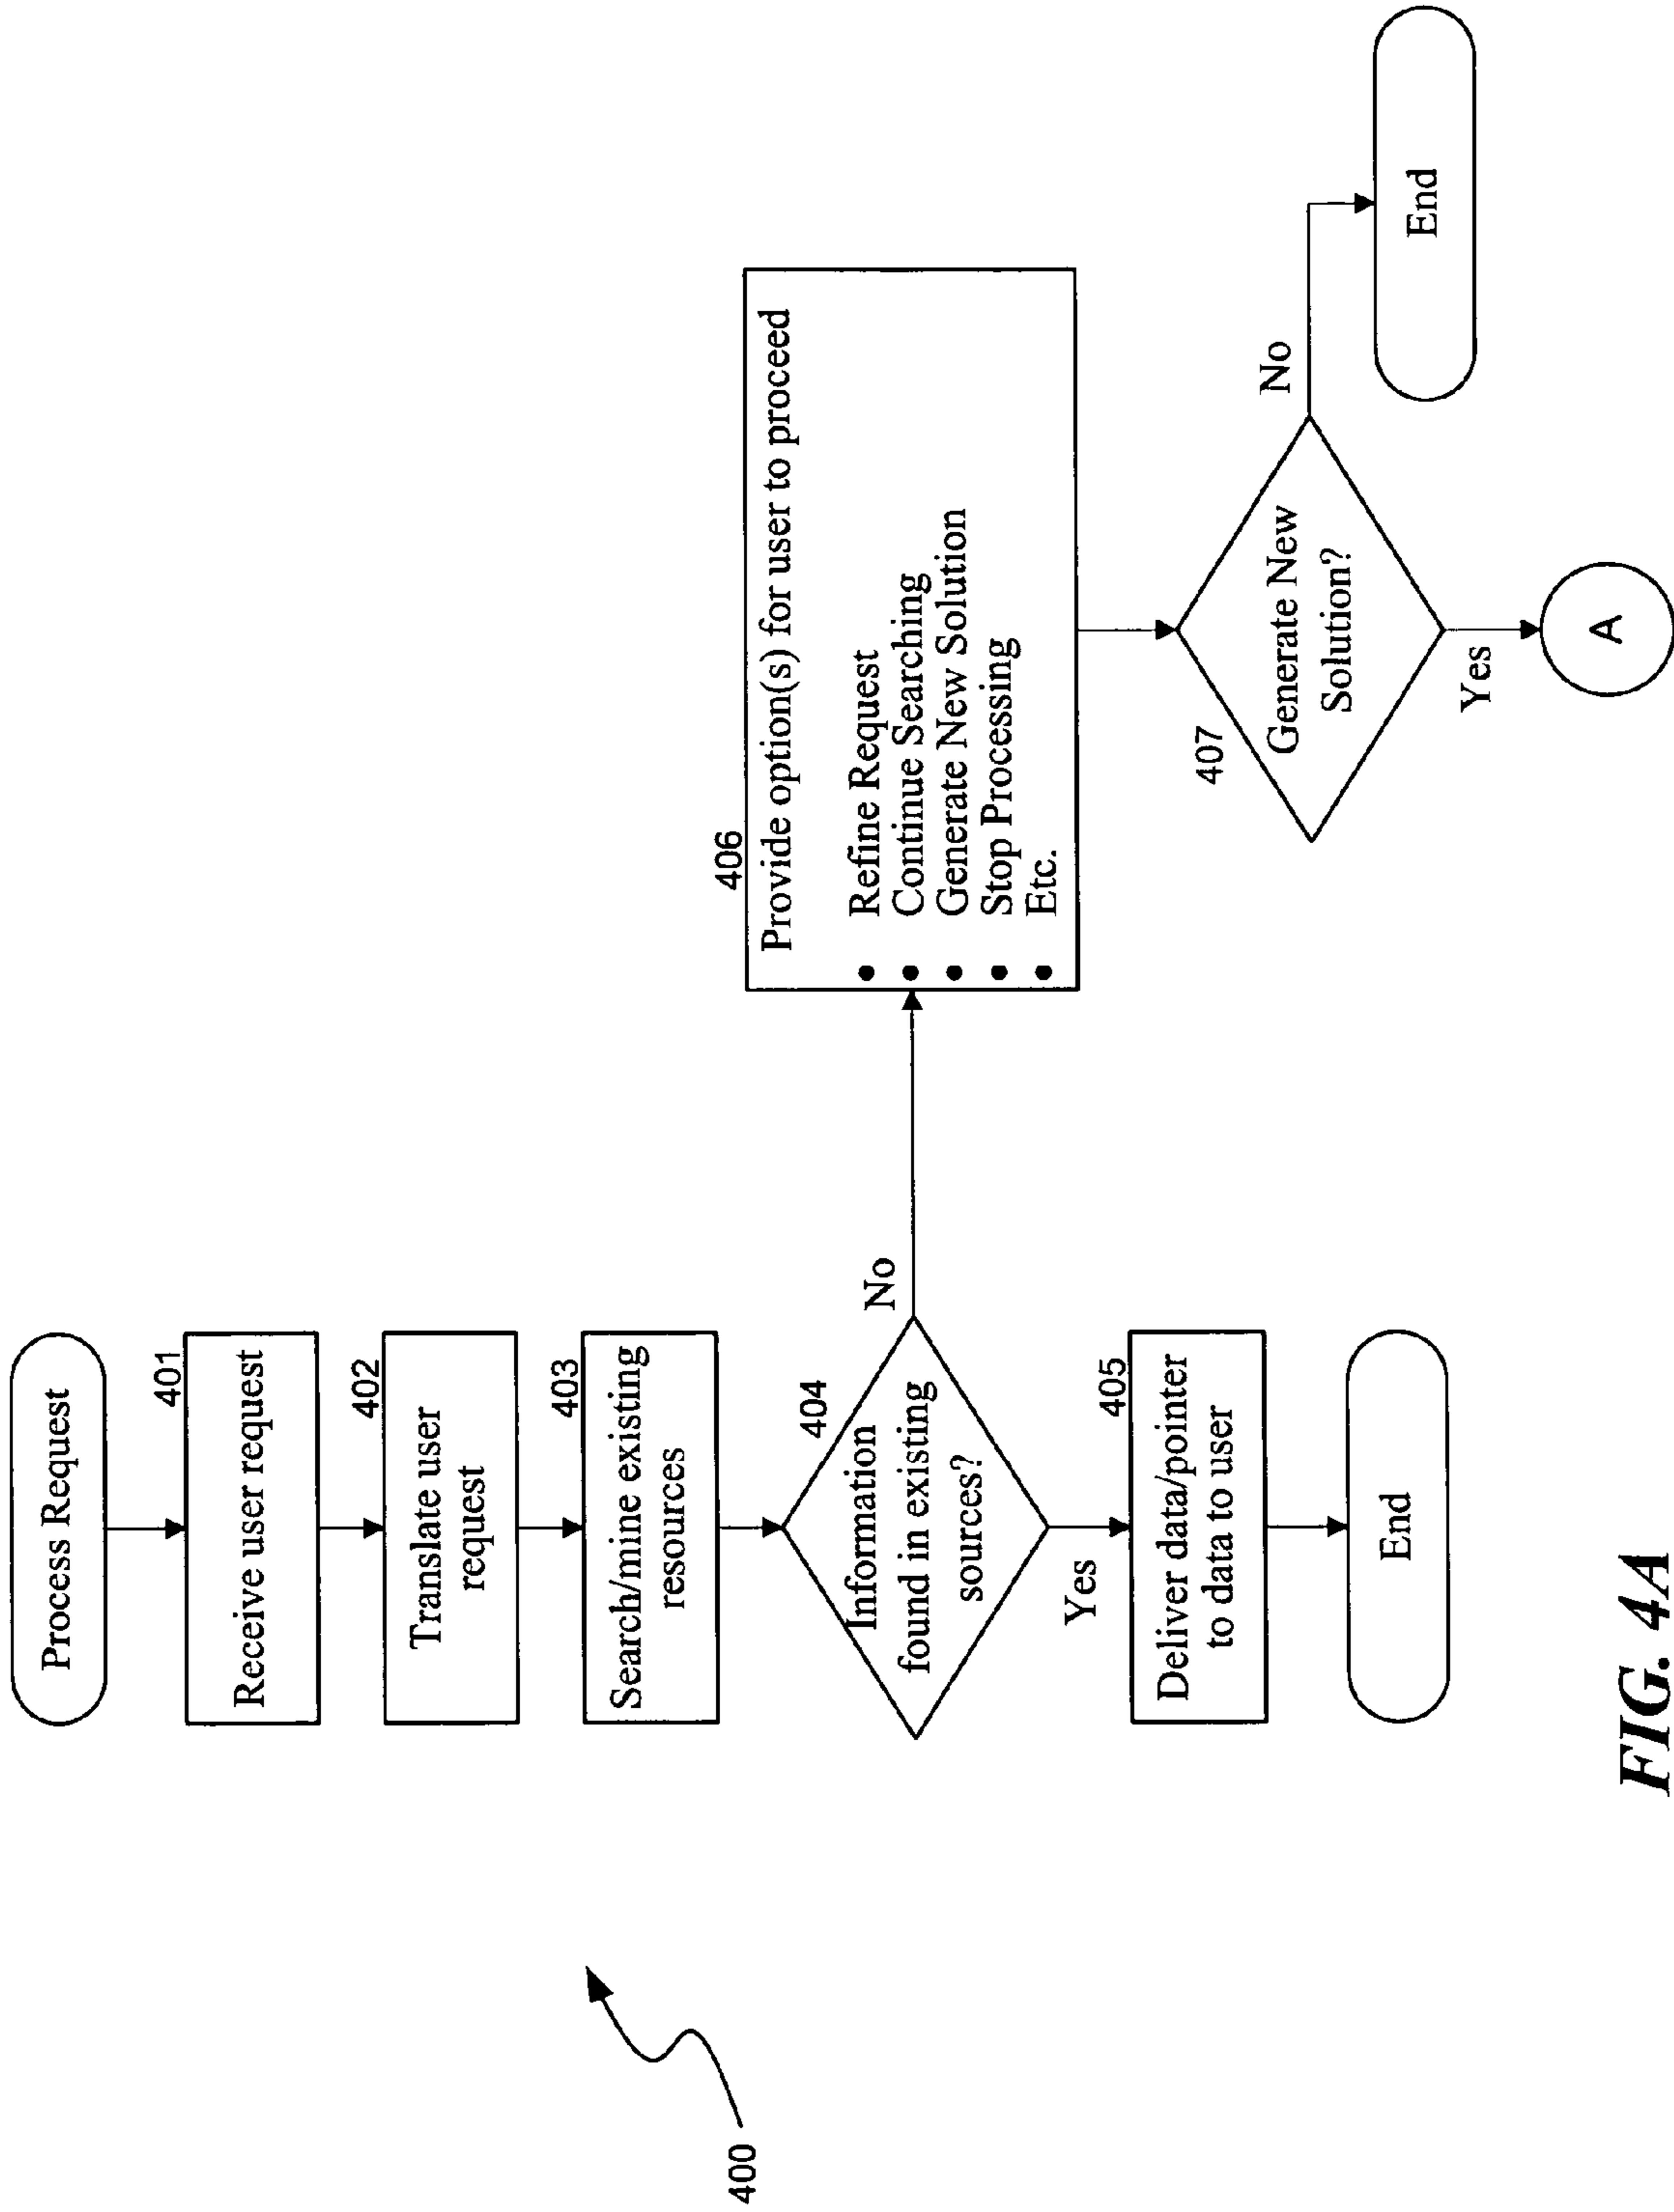 400
Process Request
401
Receive user request
402
Translate user
request
403
Search/mine existing
resources
404
Information
found in existing
sources?
No
Yes
405
Deliver data/pointer
to data to user
End
406
Provide option(s) for user to proceed
• Refine Request
• Continue Searching
• Generate New Solution
• Stop Processing
• Etc.
407
Generate New
Solution?
No
End
Yes
A
FIG. 4A